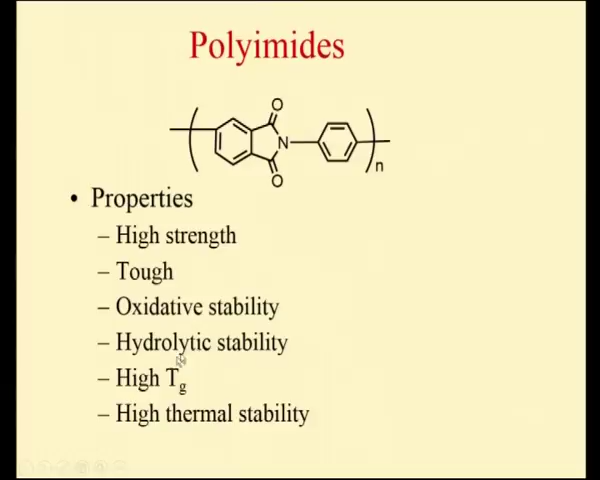 Polyimides
O
N
O
n
• Properties
– High strength
– Tough
– Oxidative stability
– Hydrolytic stability
– High Tg
– High thermal stability